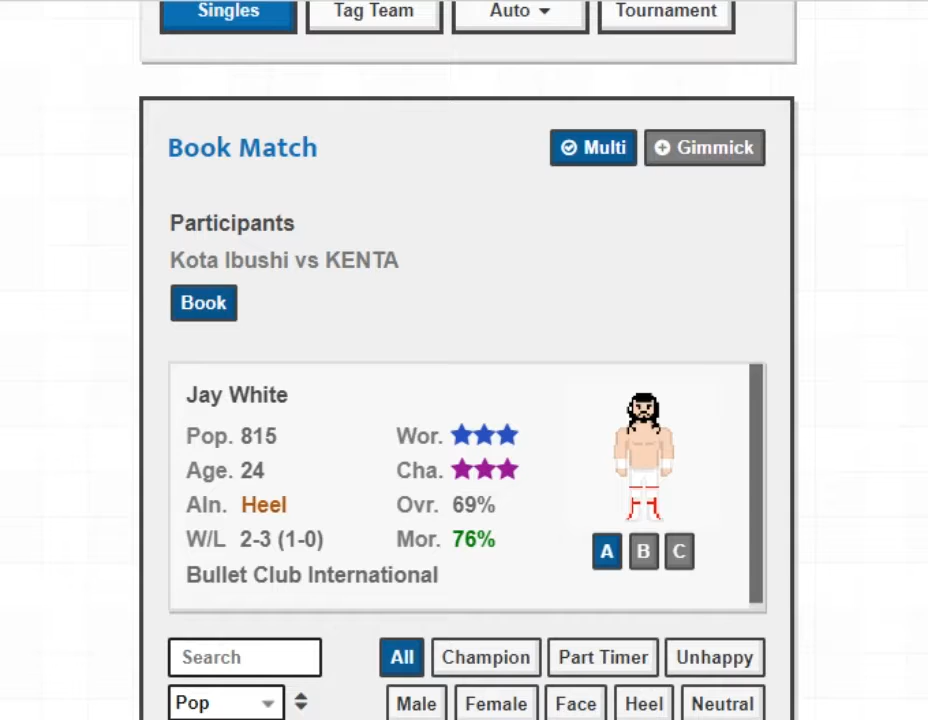 Singles Tag Team Auto Tournament
Book Match Multi Gimmick
Participants
Kota Ibushi vs KENTA
Book
Jay White
Pop. 815 Wor.
Age. 24 Cha.
Aln. Heel Ovr. 69%
W/L 2-3 (1-0) Mor. 76%
A B C
Bullet Club International
Search All Champion Part Timer Unhappy
Pop Male Female Face Heel Neutral